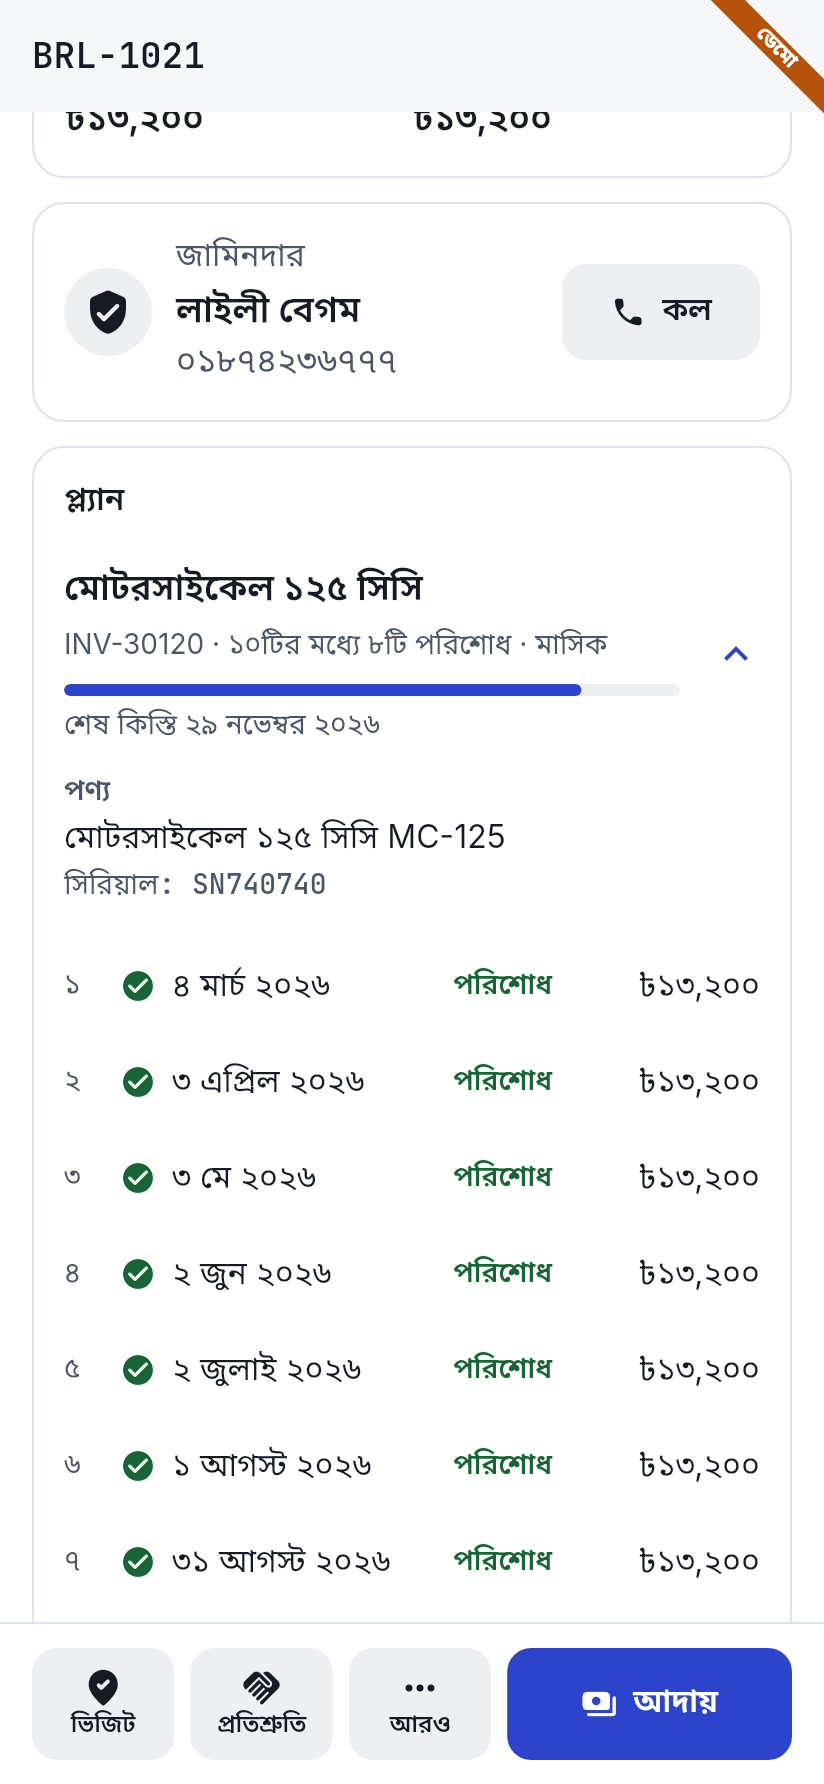 BRL-1021
ডেমো
৳১৩,২০০ ৳১৩,২০০
জামিনদার
লাইলী বেগম
০১৮৭৪২৩৬৭৭৭
কল
প্ল্যান
মোটরসাইকেল ১২৫ সিসি
INV-30120 · ১০টির মধ্যে ৮টি পরিশোধ · মাসিক
শেষ কিস্তি ২৯ নভেম্বর ২০২৬
পণ্য
মোটরসাইকেল ১২৫ সিসি MC-125
সিরিয়াল: SN740740
১ ৪ মার্চ ২০২৬ পরিশোধ ৳১৩,২০০
২ ৩ এপ্রিল ২০২৬ পরিশোধ ৳১৩,২০০
৩ ৩ মে ২০২৬ পরিশোধ ৳১৩,২০০
৪ ২ জুন ২০২৬ পরিশোধ ৳১৩,২০০
৫ ২ জুলাই ২০২৬ পরিশোধ ৳১৩,২০০
৬ ১ আগস্ট ২০২৬ পরিশোধ ৳১৩,২০০
৭ ৩১ আগস্ট ২০২৬ পরিশোধ ৳১৩,২০০
ভিজিট প্রতিশ্রুতি আরও আদায়